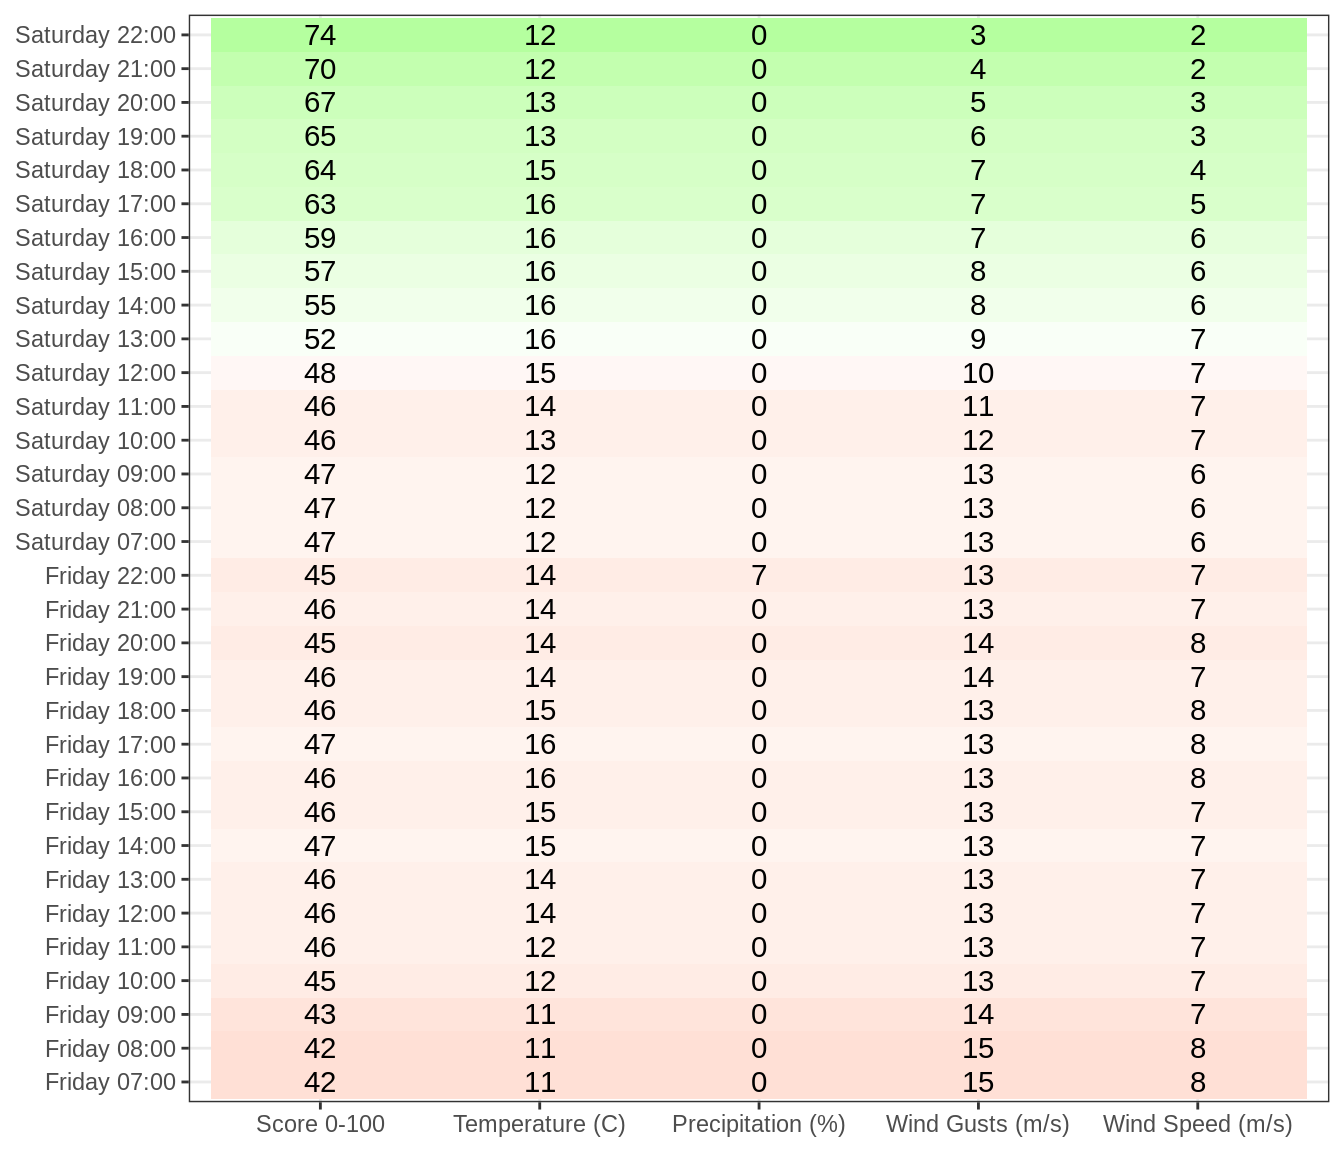 Saturday 22:00 74 12 0 3 2
Saturday 21:00 70 12 0 4 2
Saturday 20:00 67 13 0 5 3
Saturday 19:00 65 13 0 6 3
Saturday 18:00 64 15 0 7 4
Saturday 17:00 63 16 0 7 5
Saturday 16:00 59 16 0 7 6
Saturday 15:00 57 16 0 8 6
Saturday 14:00 55 16 0 8 6
Saturday 13:00 52 16 0 9 7
Saturday 12:00 48 15 0 10 7
Saturday 11:00 46 14 0 11 7
Saturday 10:00 46 13 0 12 7
Saturday 09:00 47 12 0 13 6
Saturday 08:00 47 12 0 13 6
Saturday 07:00 47 12 0 13 6
Friday 22:00 45 14 7 13 7
Friday 21:00 46 14 0 13 7
Friday 20:00 45 14 0 14 8
Friday 19:00 46 14 0 14 7
Friday 18:00 46 15 0 13 8
Friday 17:00 47 16 0 13 8
Friday 16:00 46 16 0 13 8
Friday 15:00 46 15 0 13 7
Friday 14:00 47 15 0 13 7
Friday 13:00 46 14 0 13 7
Friday 12:00 46 14 0 13 7
Friday 11:00 46 12 0 13 7
Friday 10:00 45 12 0 13 7
Friday 09:00 43 11 0 14 7
Friday 08:00 42 11 0 15 8
Friday 07:00 42 11 0 15 8
Score 0-100 Temperature (C) Precipitation (%) Wind Gusts (m/s) Wind Speed (m/s)